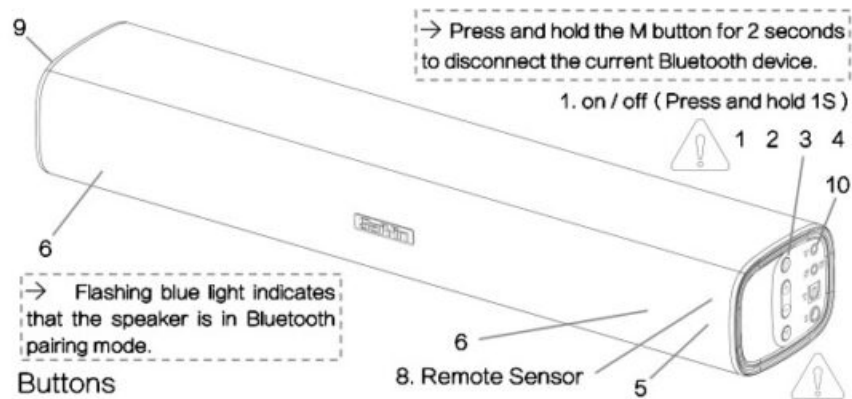 9
→ Press and hold the M button for 2 seconds
to disconnect the current Bluetooth device.
1. on / off ( Press and hold 1S )
! 1 2 3 4
10
6
Saiyin
→ Flashing blue light indicates
that the speaker is in Bluetooth
pairing mode.
6
8. Remote Sensor
5
!
Buttons